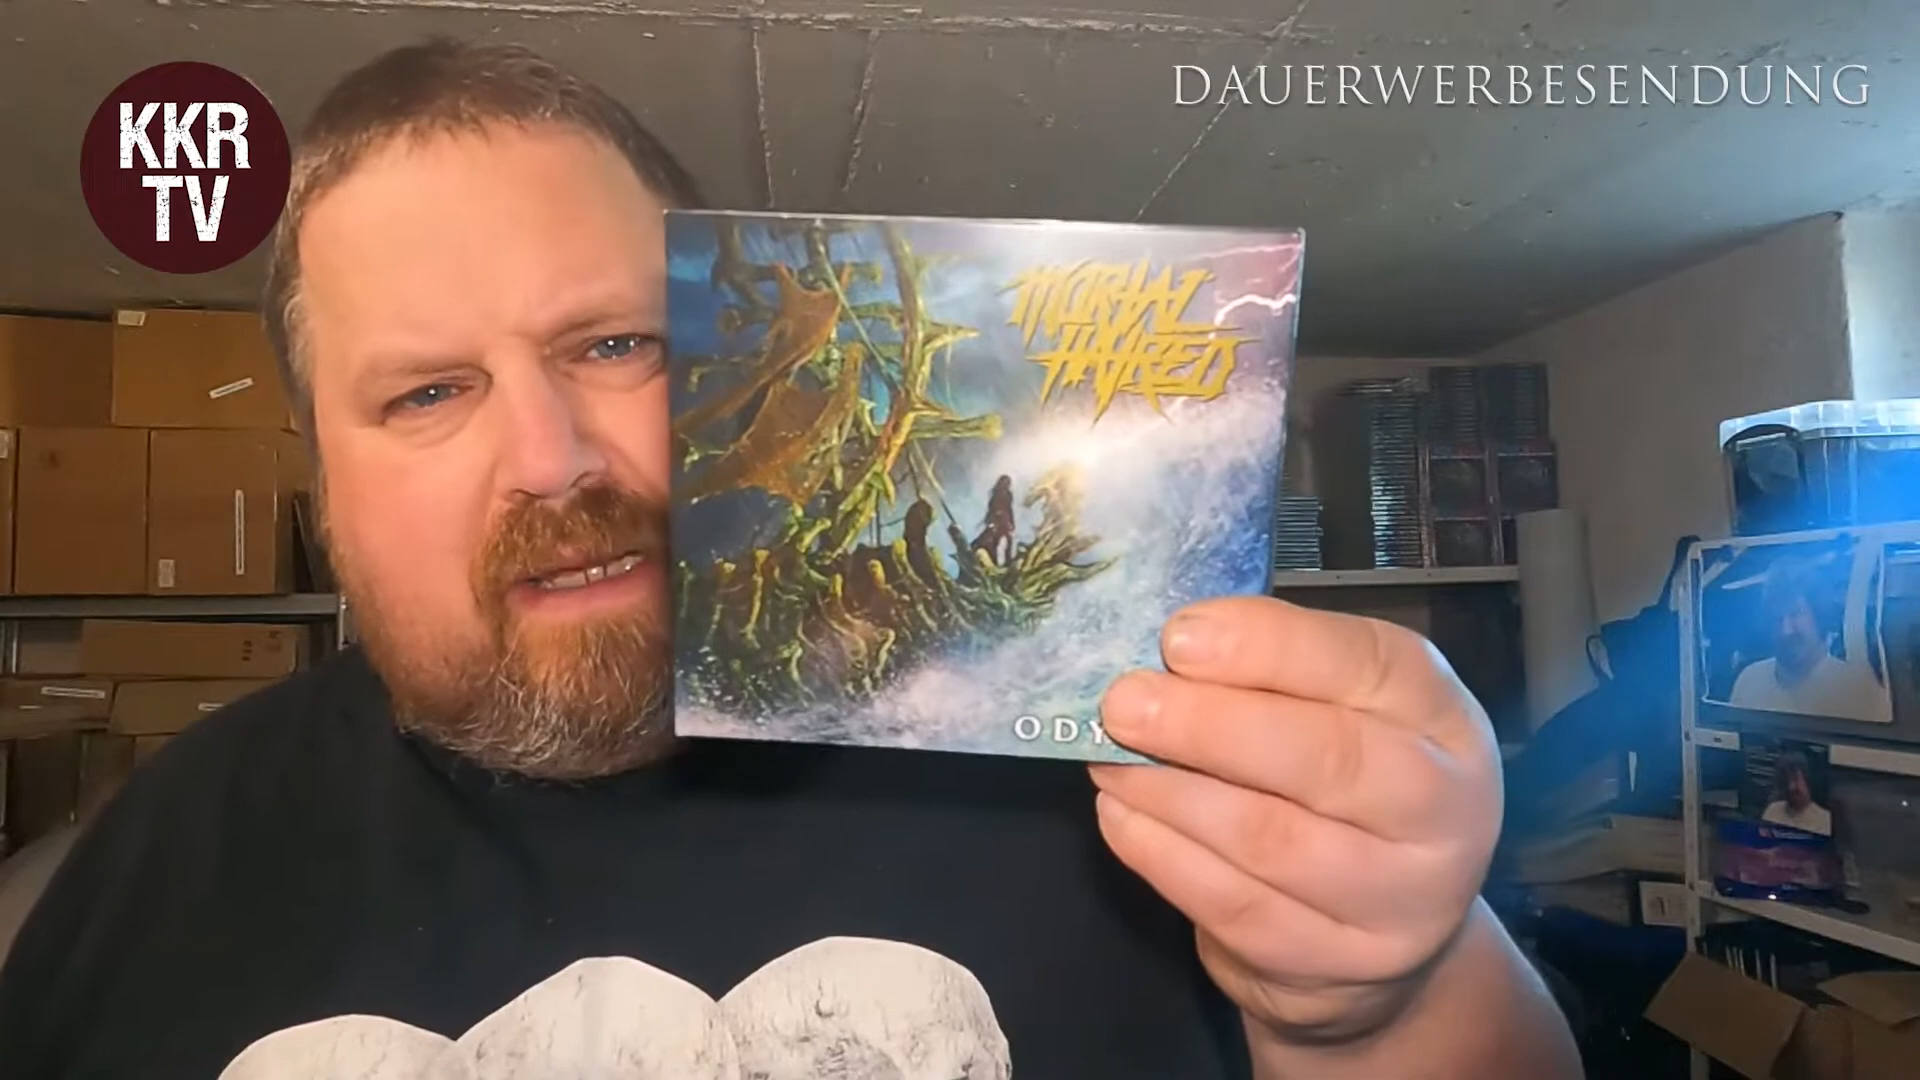 KKR
TV
DAUERWERBESENDUNG
MORTAL
HATRED
ODY